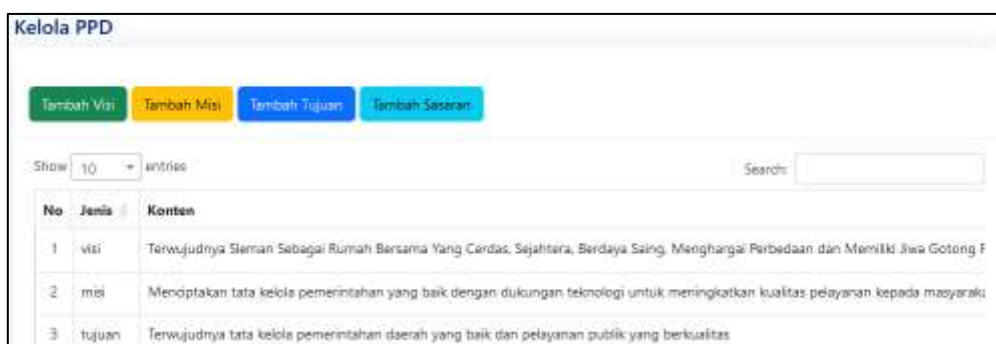 Kelola PPD
Tambah Visi Tambah Misi Tambah Tujuan Tambah Sasaran
Show 10 entries Search:
No Jenis Konten
1 visi Terwujudnya Sleman Sebagai Rumah Bersama Yang Cerdas, Sejahtera, Berdaya Saing, Menghargai Perbedaan dan Memiliki Jiwa Gotong
2 misi Menciptakan tata kelola pemerintahan yang baik dengan dukungan teknologi untuk meningkatkan kualitas pelayanan kepada
3 tujuan Terwujudnya tata kelola pemerintahan daerah yang baik dan pelayanan publik yang berkualitas